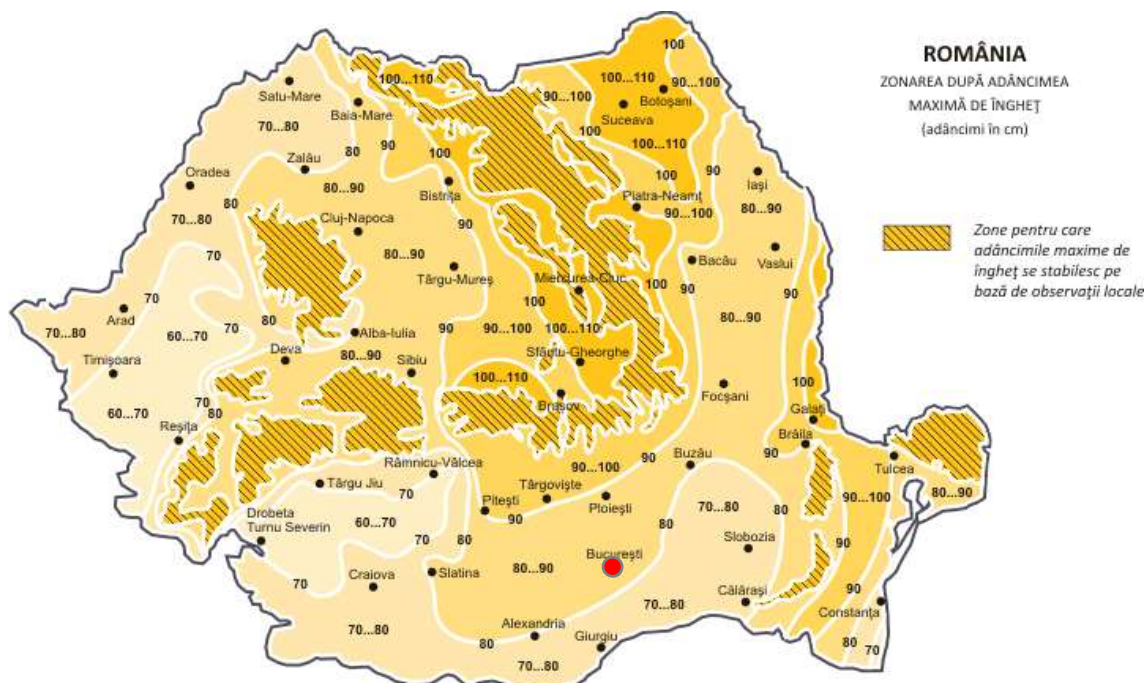 ROMÂNIA
ZONAREA DUPĂ ADÂNCIMEA
MAXIMĂ DE ÎNGHEŢ
(adâncimi în cm)
Zone pentru care
adâncimile maxime de
îngheţ se stabilesc pe
bază de observaţii locale
100
100...110
100...110
90...100
90...100
Satu-Mare
Botoşani
Baia-Mare
Suceava
70...80
100
100...110
80
90
100
90
Zalău
Iaşi
Oradea
80...90
100
Bistriţa
Piatra-Neamţ
80
80...90
70...80
90...100
Cluj-Napoca
90
70
80...90
Bacău
Vaslui
Târgu-Mureş
90
90
Miercurea-Ciuc
100
70
100
Arad
80...90
70...80
60...70
70
80
90
90...100
100...110
Alba-Iulia
Timişoara
Deva
80...90
Sfântu-Gheorghe
Sibiu
100...110
100
Focşani
Braşov
70
60...70
80
Galaţi
Reşiţa
Brăila
90
90
Buzău
Tulcea
Râmnicu-Vâlcea
90...100
Târgu Jiu
70
Târgovişte
90...100
80...90
Piteşti
Ploieşti
70...80
80
Drobeta
Turnu Severin
60...70
90
80
70
80
Slobozia
90
Bucureşti
Craiova
Slatina
80...90
70
Călăraşi
90
70...80
Constanţa
70...80
Alexandria
80
Giurgiu
80
70
70...80